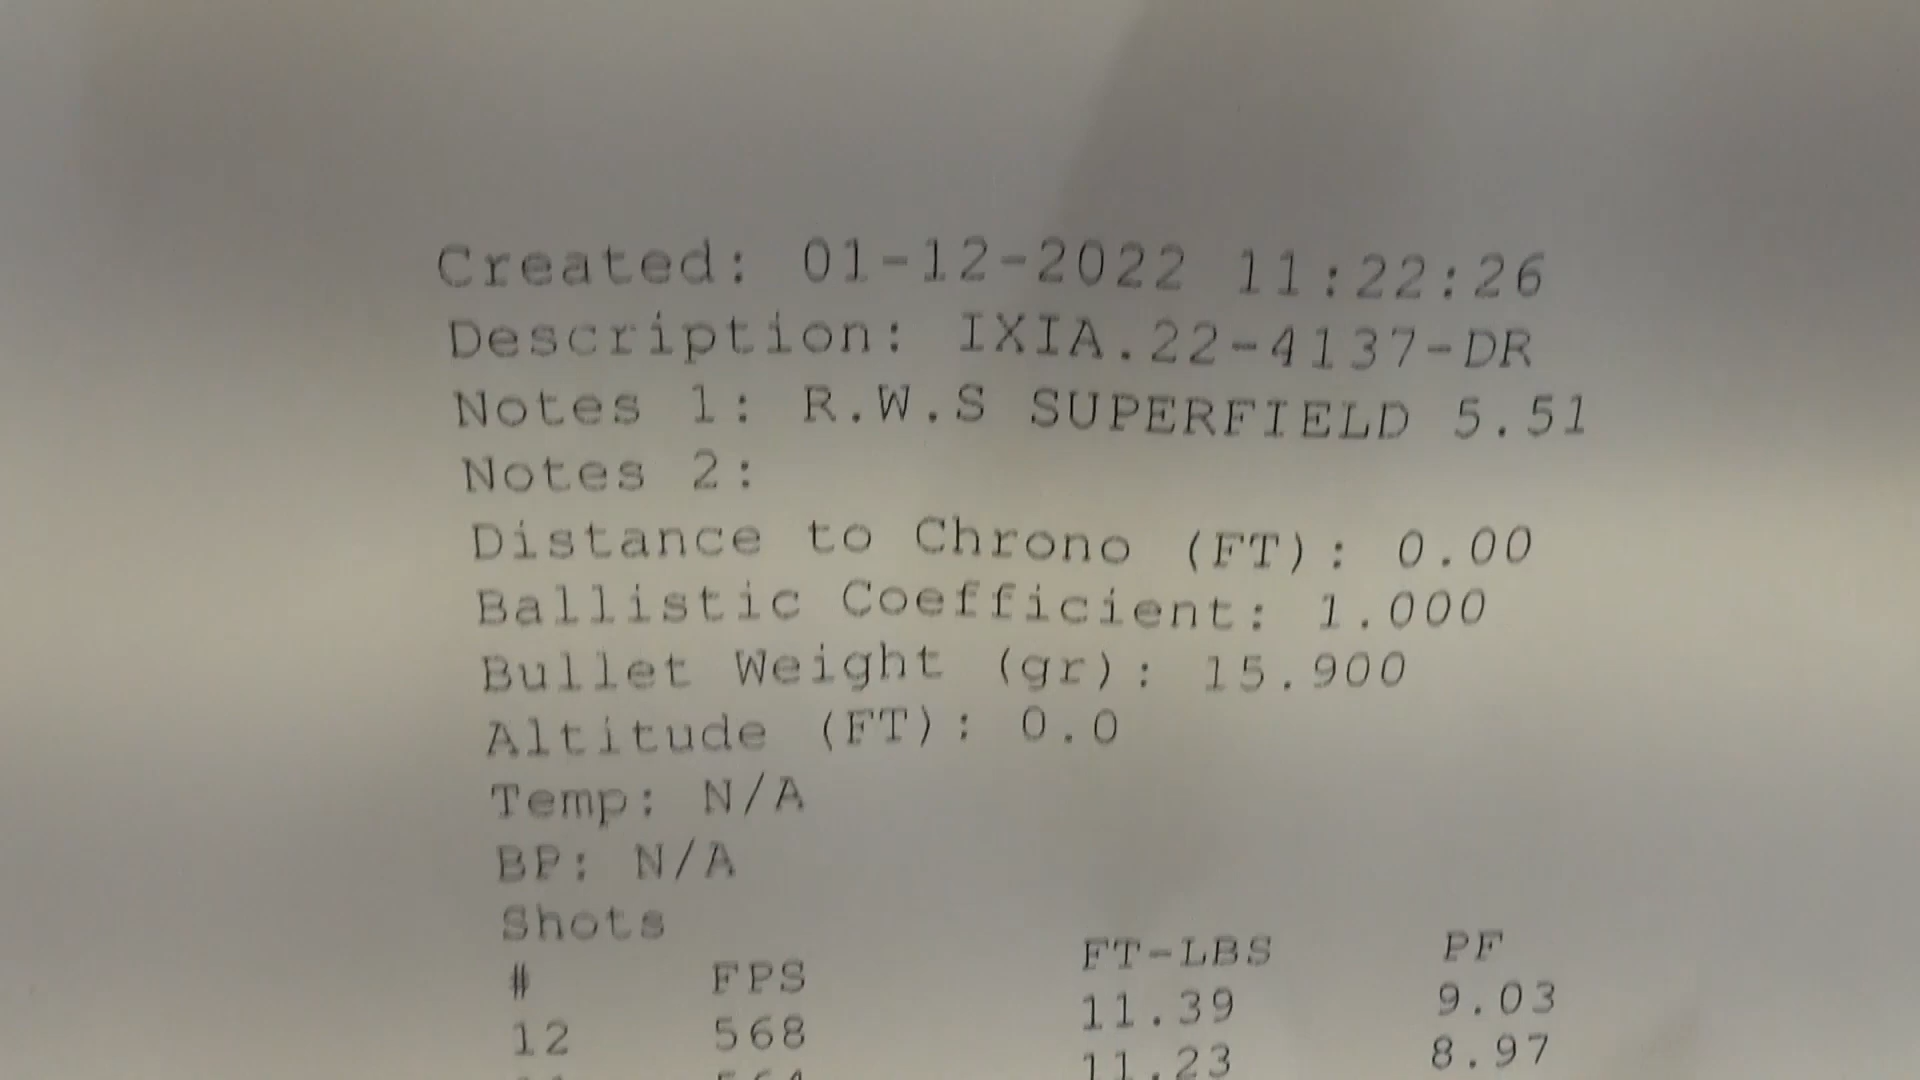 Created: 01-12-2022 11:22:26
Description: IXIA.22-4137-DR
Notes 1: R.W.S SUPERFIELD 5.51
Notes 2:
Distance to Chrono (FT): 0.00
Ballistic Coefficient: 1.000
Bullet Weight (gr): 15.900
Altitude (FT): 0.0
Temp: N/A
BP: N/A
Shots
# FPS FT-LBS PF
12 568 11.39 9.03
11.23 8.97